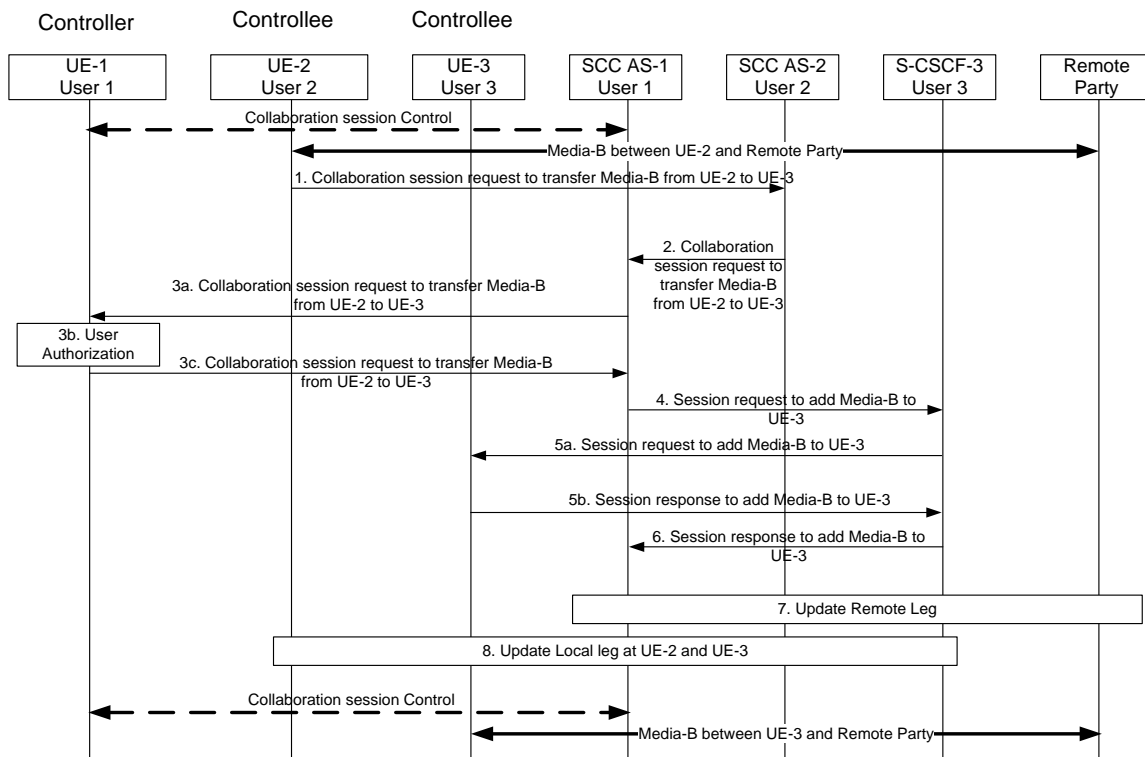 Controller
Controllee
Controllee
UE-1
User 1
UE-2
User 2
UE-3
User 3
SCC AS-1
User 1
SCC AS-2
User 2
S-CSCF-3
User 3
Remote
Party
Collaboration session Control
Media-B between UE-2 and Remote Party
1. Collaboration session request to transfer Media-B from UE-2 to UE-3
2. Collaboration
session request to
transfer Media-B
from UE-2 to UE-3
3a. Collaboration session request to transfer Media-B
from UE-2 to UE-3
3b. User
Authorization
3c. Collaboration session request to transfer Media-B
from UE-2 to UE-3
4. Session request to add Media-B to
UE-3
5a. Session request to add Media-B to UE-3
5b. Session response to add Media-B to UE-3
6. Session response to add Media-B to
UE-3
7. Update Remote Leg
8. Update Local leg at UE-2 and UE-3
Collaboration session Control
Media-B between UE-3 and Remote Party